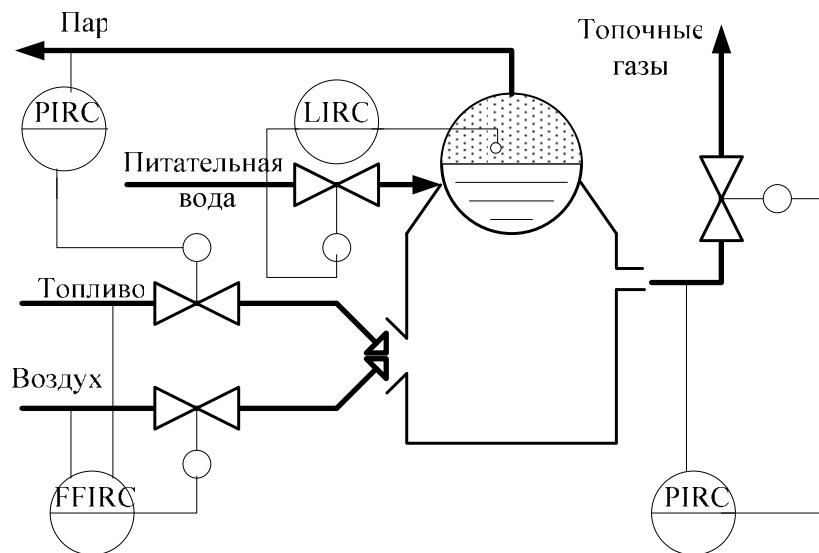 Пар
Топочные
газы
PIRC
LIRC
Питательная
вода
Топливо
Воздух
FFIRC
PIRC